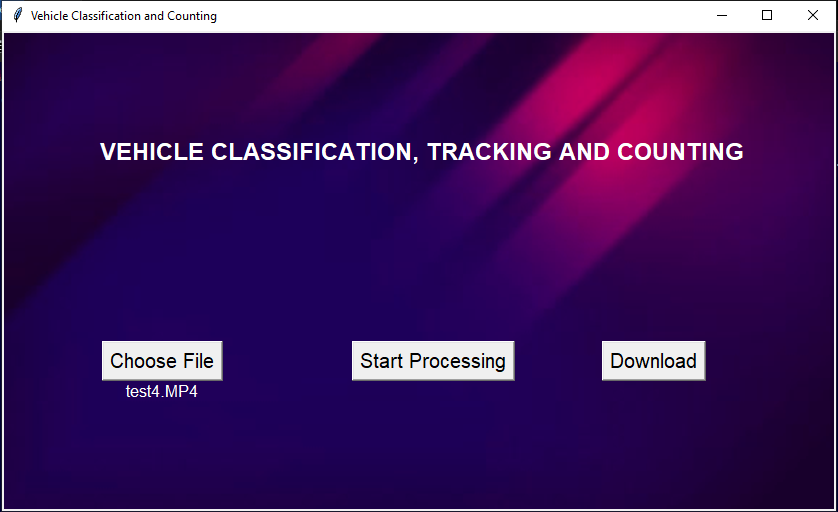 Vehicle Classification and Counting
VEHICLE CLASSIFICATION, TRACKING AND COUNTING
Choose File
Start Processing
Download
test4.MP4